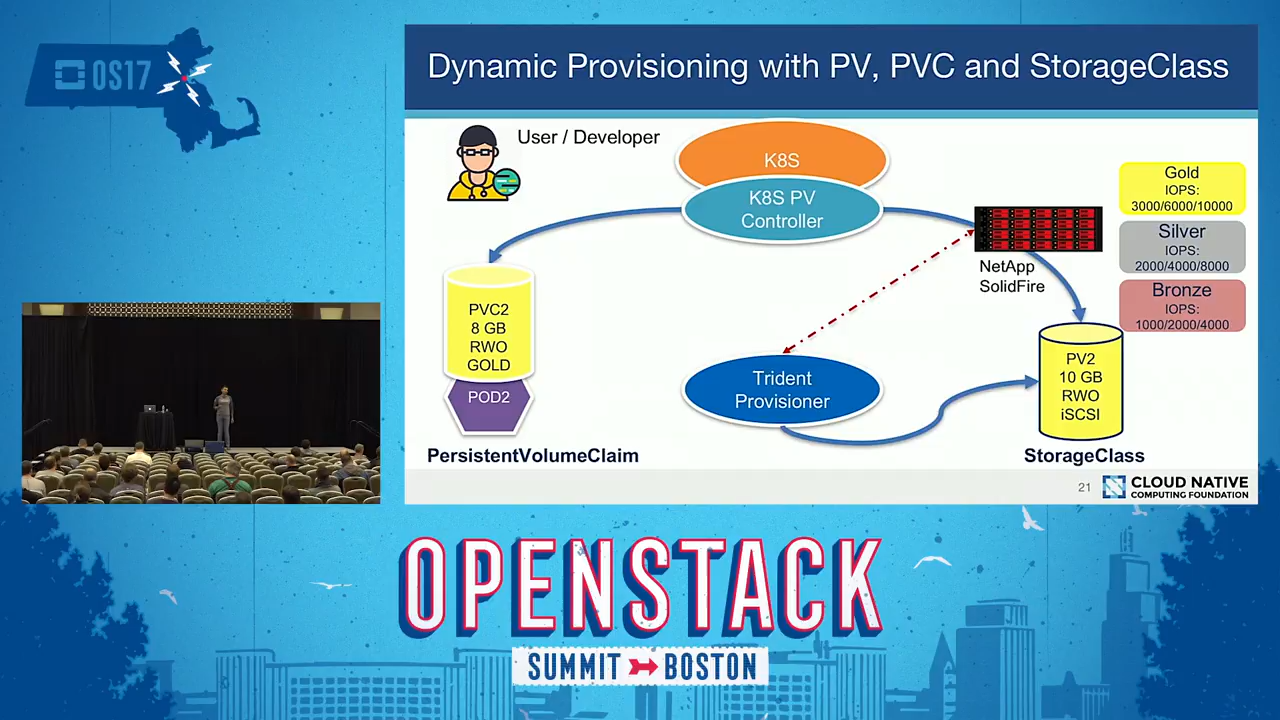 OS17
Dynamic Provisioning with PV, PVC and StorageClass
User / Developer
K8S
K8S PV
Controller
Gold
IOPS:
3000/6000/10000
Silver
IOPS:
2000/4000/8000
Bronze
IOPS:
1000/2000/4000
NetApp
SolidFire
PVC2
8 GB
RWO
GOLD
POD2
Trident
Provisioner
PV2
10 GB
RWO
iSCSI
PersistentVolumeClaim
StorageClass
21
CLOUD NATIVE
COMPUTING FOUNDATION
OPENSTACK
SUMMIT BOSTON